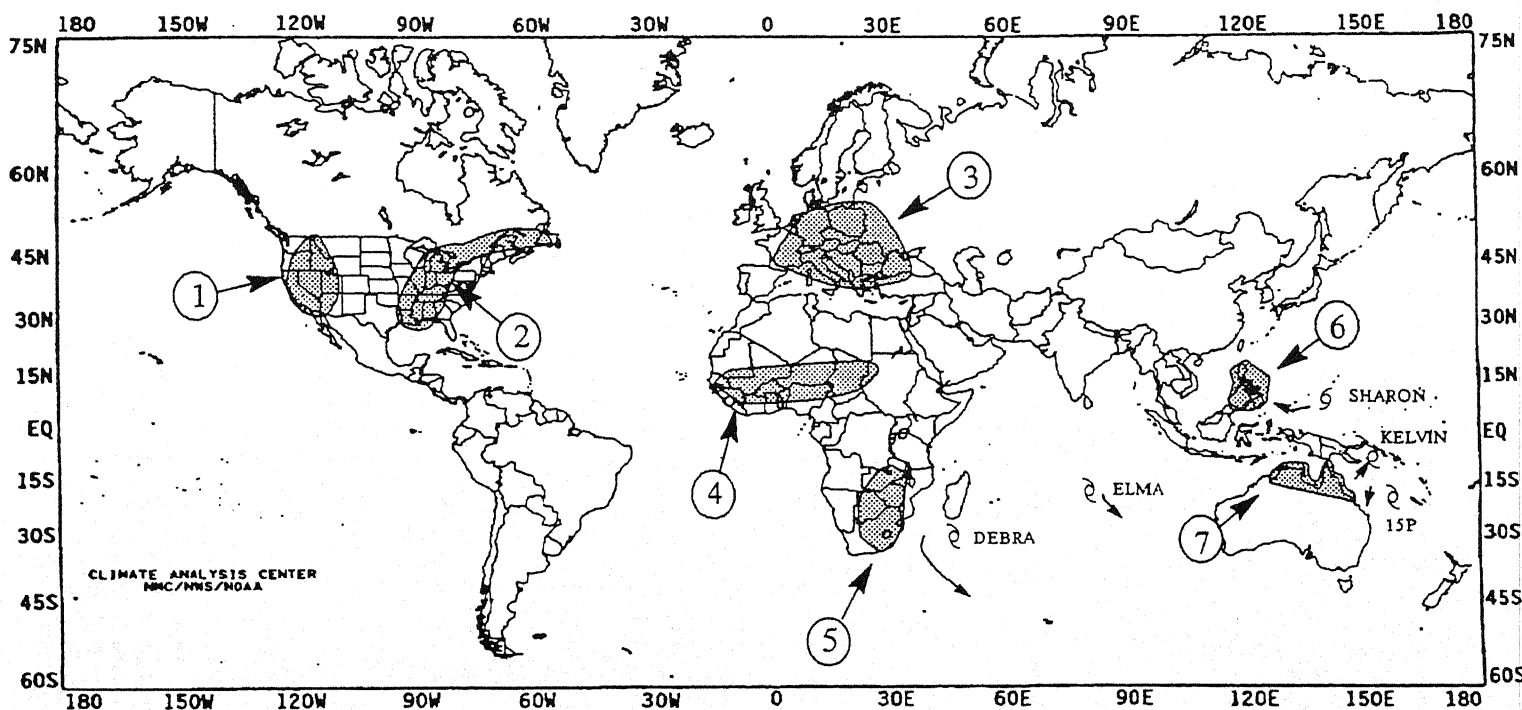 180 150W 120W 90W 60W 30W 0 30E 60E 90E 120E 150E 180
75N 75N
60N 60N
3
45N 45N
1
2
30N 30N
6
15N 15N
SHARON
EQ EQ
KELVIN
4
15S 15S
ELMA
15P
7
30S 30S
DEBRA
CLIMATE ANALYSIS CENTER
NMC/NWS/NOAA
45S 45S
5
60S 60S
180 150W 120W 90W 60W 30W 0 30E 60E 90E 120E 150E 180